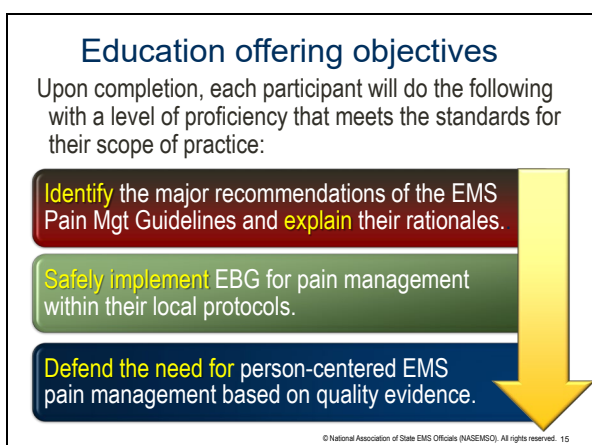 Education offering objectives
Upon completion, each participant will do the following
with a level of proficiency that meets the standards for
their scope of practice:
Identify the major recommendations of the EMS
Pain Mgt Guidelines and explain their rationales..
Safely implement EBG for pain management
within their local protocols.
Defend the need for person-centered EMS
pain management based on quality evidence.
© National Association of State EMS Officials (NASEMSO). All rights reserved. 15